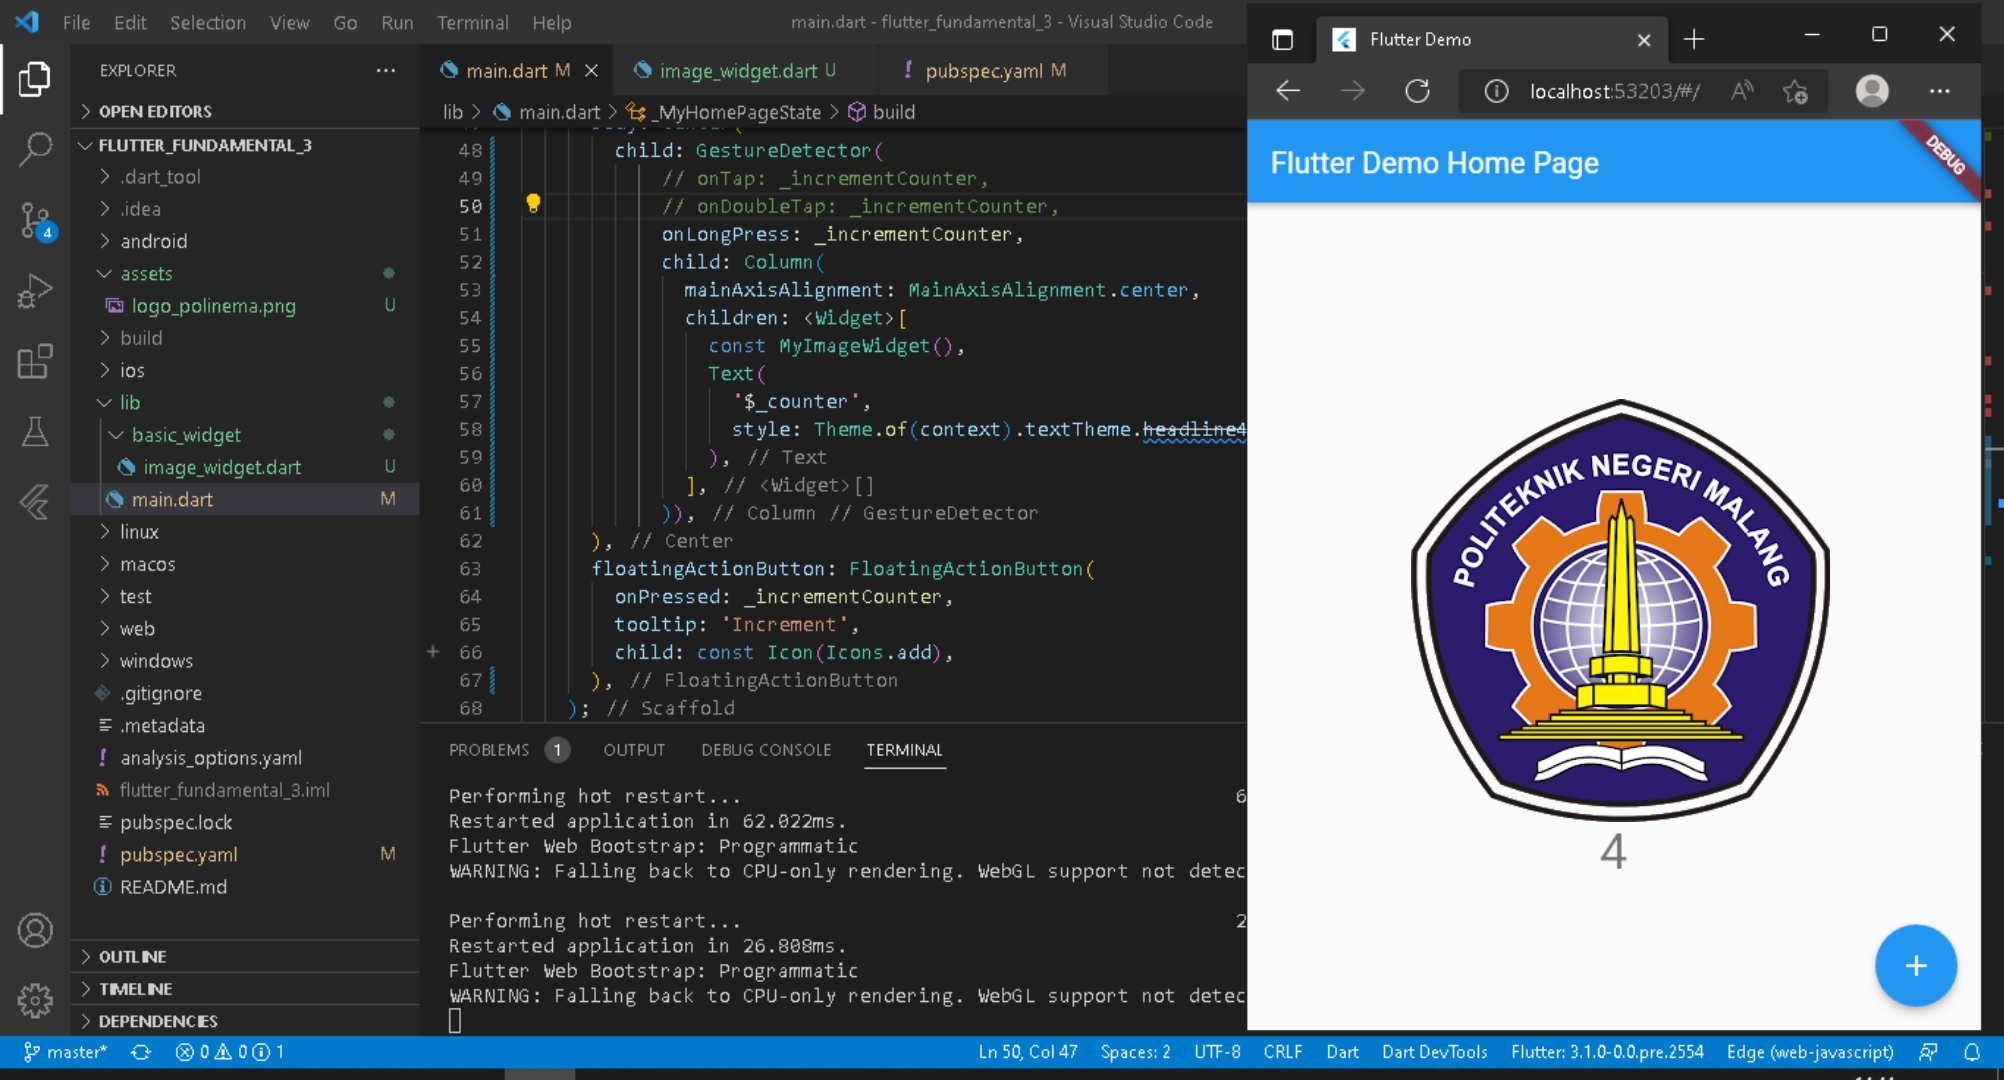 File Edit Selection View Go Run Terminal Help
main.dart - flutter_fundamental_3 - Visual Studio Code
EXPLORER
OPEN EDITORS
FLUTTER_FUNDAMENTAL_3
.dart_tool
.idea
android
assets
logo_polinema.png U
build
ios
lib
basic_widget
image_widget.dart U
main.dart M
linux
macos
test
web
windows
.gitignore
.metadata
analysis_options.yaml
flutter_fundamental_3.iml
pubspec.lock
pubspec.yaml M
README.md
OUTLINE
TIMELINE
DEPENDENCIES
4
main.dart M image_widget.dart U pubspec.yaml M
lib > main.dart > _MyHomePageState > build
48 child: GestureDetector(
49 // onTap: _incrementCounter,
50 // onDoubleTap: _incrementCounter,
51 onLongPress: _incrementCounter,
52 child: Column(
53 mainAxisAlignment: MainAxisAlignment.center,
54 children: <Widget>[
55 const MyImageWidget(),
56 Text(
57 '$_counter',
58 style: Theme.of(context).textTheme.headline4
59 ), // Text
60 ], // <Widget>[]
61 )), // Column // GestureDetector
62 ), // Center
63 floatingActionButton: FloatingActionButton(
64 onPressed: _incrementCounter,
65 tooltip: 'Increment',
66 child: const Icon(Icons.add),
67 ), // FloatingActionButton
68 ); // Scaffold
PROBLEMS 1 OUTPUT DEBUG CONSOLE TERMINAL
Performing hot restart... 6
Restarted application in 62.022ms.
Flutter Web Bootstrap: Programmatic
WARNING: Falling back to CPU-only rendering. WebGL support not detec
Performing hot restart... 2
Restarted application in 26.808ms.
Flutter Web Bootstrap: Programmatic
WARNING: Falling back to CPU-only rendering. WebGL support not detec
Flutter Demo
localhost:53203/#/
Flutter Demo Home Page
DEBUG
POLITEKNIK NEGERI MALANG
4
master* 0 0 1 Ln 50, Col 47 Spaces: 2 UTF-8 CRLF Dart Dart DevTools Flutter: 3.1.0-0.0.pre.2554 Edge (web-javascript)